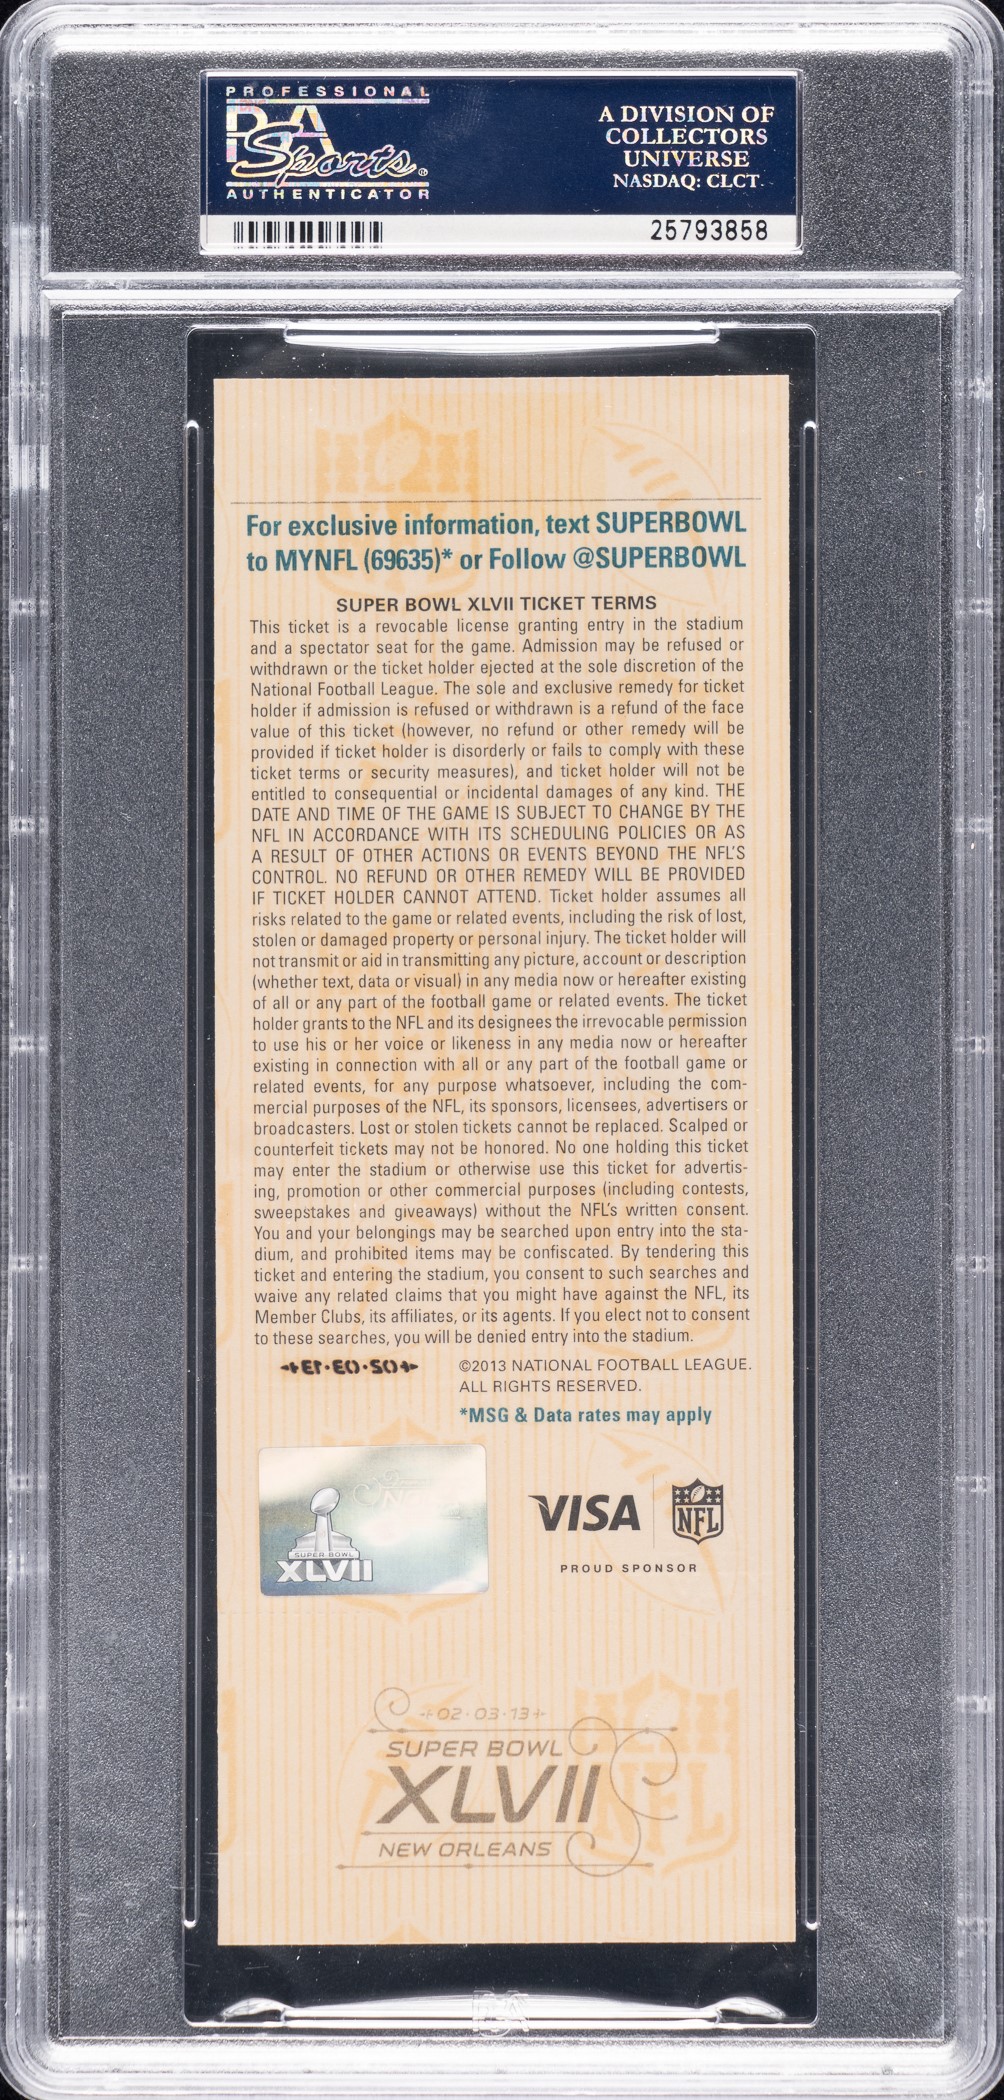 PROFESSIONAL
PSA
Sports®
AUTHENTICATOR
A DIVISION OF
COLLECTORS
UNIVERSE
NASDAQ: CLCT
25793858
For exclusive information, text SUPERBOWL
to MYNFL (69635)* or Follow @SUPERBOWL
SUPER BOWL XLVII TICKET TERMS
This ticket is a revocable license granting entry in the stadium
and a spectator seat for the game. Admission may be refused or
withdrawn or the ticket holder ejected at the sole discretion of the
National Football League. The sole and exclusive remedy for ticket
holder if admission is refused or withdrawn is a refund of the face
value of this ticket (however, no refund or other remedy will be
provided if ticket holder is disorderly or fails to comply with these
ticket terms or security measures), and ticket holder will not be
entitled to consequential or incidental damages of any kind. THE
DATE AND TIME OF THE GAME IS SUBJECT TO CHANGE BY THE
NFL IN ACCORDANCE WITH ITS SCHEDULING POLICIES OR AS
A RESULT OF OTHER ACTIONS OR EVENTS BEYOND THE NFL'S
CONTROL. NO REFUND OR OTHER REMEDY WILL BE PROVIDED
IF TICKET HOLDER CANNOT ATTEND. Ticket holder assumes all
risks related to the game or related events, including the risk of lost,
stolen or damaged property or personal injury. The ticket holder will
not transmit or aid in transmitting any picture, account or description
(whether text, data or visual) in any media now or hereafter existing
of all or any part of the football game or related events. The ticket
holder grants to the NFL and its designees the irrevocable permission
to use his or her voice or likeness in any media now or hereafter
existing in connection with all or any part of the football game or
related events, for any purpose whatsoever, including the com-
mercial purposes of the NFL, its sponsors, licensees, advertisers or
broadcasters. Lost or stolen tickets cannot be replaced. Scalped or
counterfeit tickets may not be honored. No one holding this ticket
may enter the stadium or otherwise use this ticket for advertis-
ing, promotion or other commercial purposes (including contests,
sweepstakes and giveaways) without the NFL's written consent.
You and your belongings may be searched upon entry into the sta-
dium, and prohibited items may be confiscated. By tendering this
ticket and entering the stadium, you consent to such searches and
waive any related claims that you might have against the NFL, its
Member Clubs, its affiliates, or its agents. If you elect not to consent
to these searches, you will be denied entry into the stadium.
02·03·13
©2013 NATIONAL FOOTBALL LEAGUE.
ALL RIGHTS RESERVED.
*MSG & Data rates may apply
SUPER BOWL
XLVII
VISA
NFL
PROUD SPONSOR
02·03·13
SUPER BOWL
XLVII
NEW ORLEANS
NFL
PSA